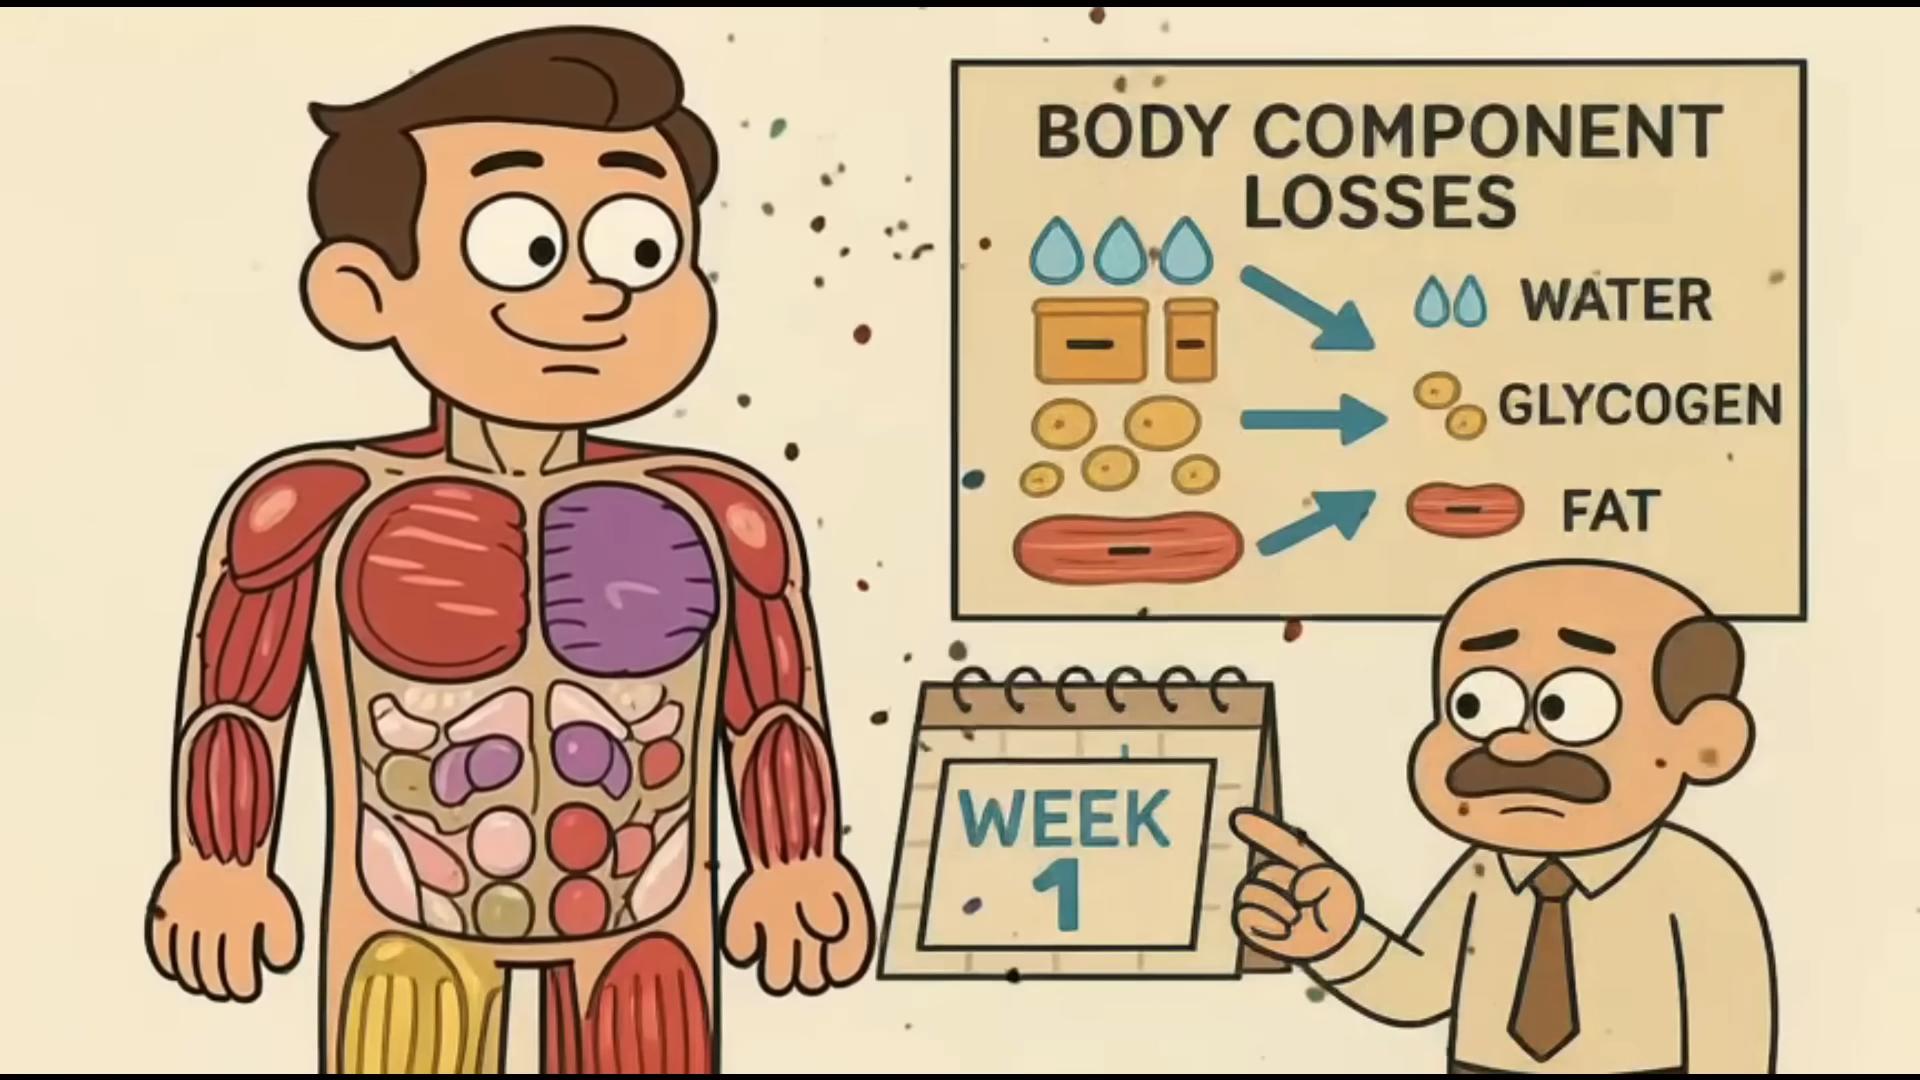 BODY COMPONENT
LOSSES
WATER
GLYCOGEN
FAT
WEEK
1